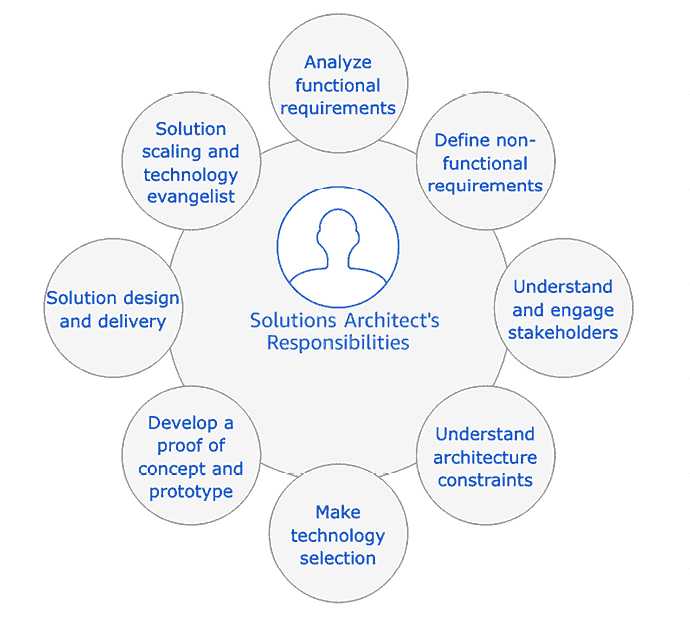 Analyze
functional
requirements
Define non-
functional
requirements
Understand
and engage
stakeholders
Understand
architecture
constraints
Make
technology
selection
Develop a
proof of
concept and
prototype
Solution design
and delivery
Solution
scaling and
technology
evangelist
Solutions Architect's
Responsibilities